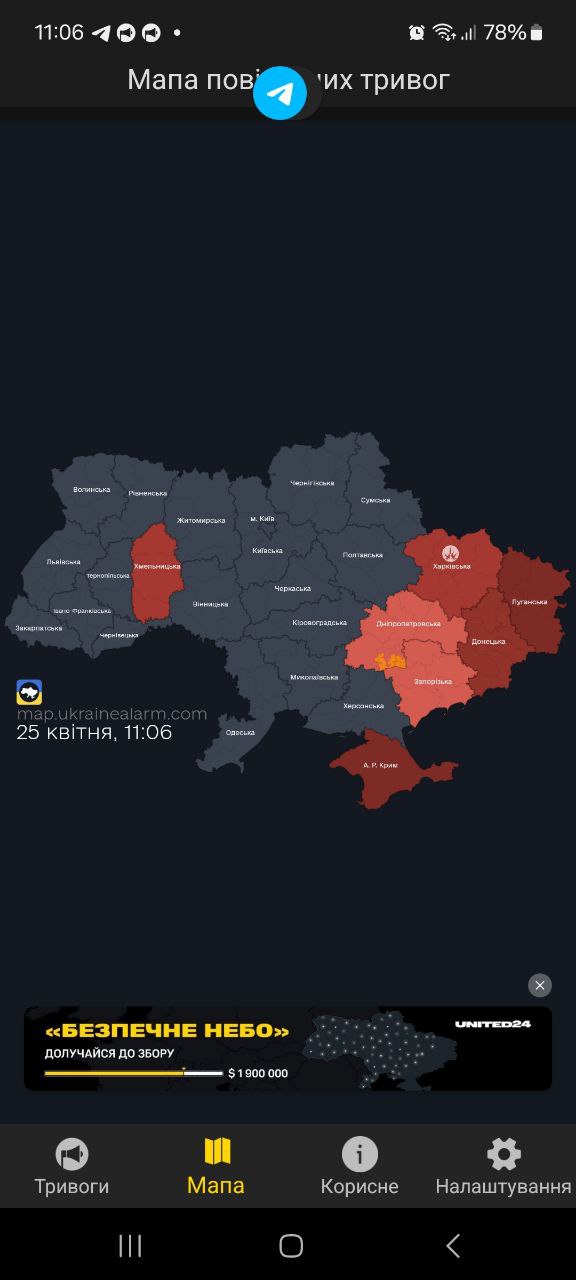 11:06
78%
Мапа пов
их тривог
Чернігівська
Волинська
Рівненська
Сумська
Житомирська
м. Київ
Київська
Полтавська
Львівська
Тернопільська
Хмельницька
Харківська
Черкаська
Луганська
Вінницька
Івано-Франківська
Кіровоградська
Дніпропетровська
Закарпатська
Чернівецька
Донецька
Миколаївська
Запорізька
Херсонська
map.ukrainealarm.com
25 квітня, 11:06
Одеська
А. Р. Крим
«БЕЗПЕЧНЕ НЕБО»
UNITED24
ДОЛУЧАЙСЯ ДО ЗБОРУ
$1 900 000
Тривоги
Мапа
Корисне
Налаштування